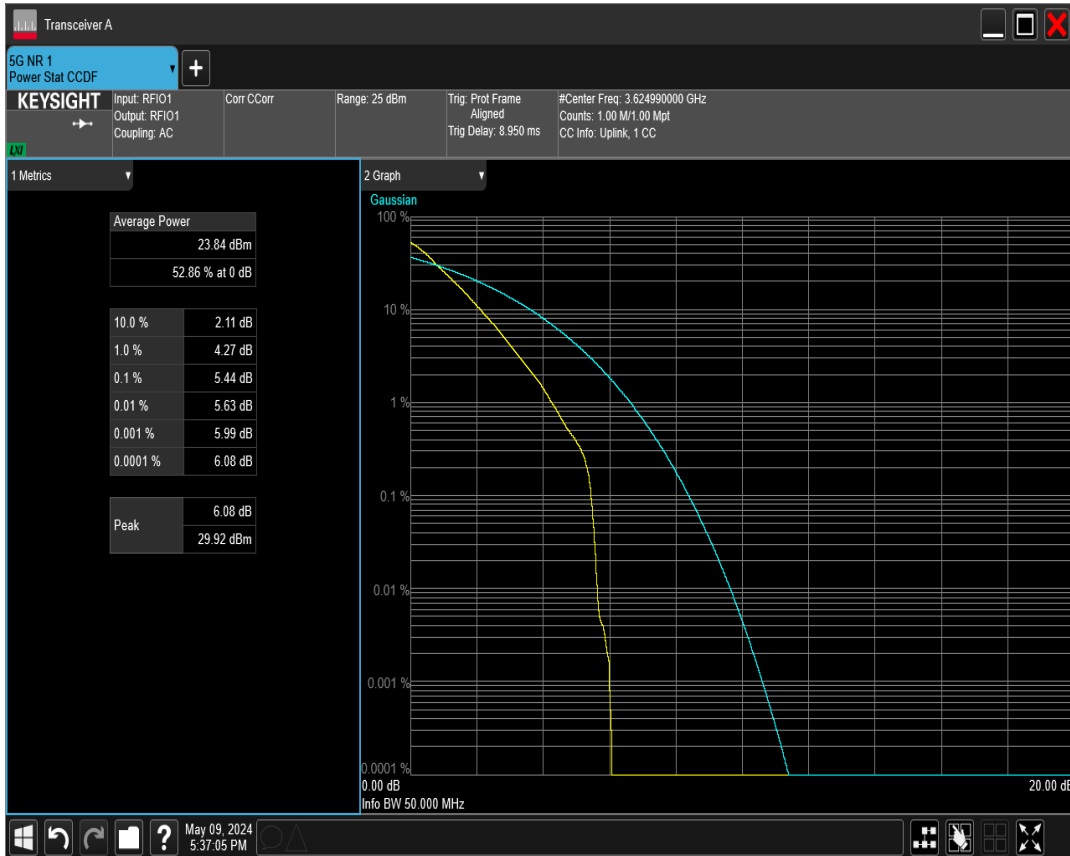 Transceiver A
5G NR 1
Power Stat CCDF
+
KEYSIGHT
LXI
Input: RFIO1
Output: RFIO1
Coupling: AC
Corr CCorr
Range: 25 dBm
Trig: Prot Frame
Aligned
Trig Delay: 8.950 ms
#Center Freq: 3.624990000 GHz
Counts: 1.00 M/1.00 Mpt
CC Info: Uplink, 1 CC
1 Metrics
Average Power
23.84 dBm
52.86 % at 0 dB
10.0 % 2.11 dB
1.0 % 4.27 dB
0.1 % 5.44 dB
0.01 % 5.63 dB
0.001 % 5.99 dB
0.0001 % 6.08 dB
Peak
6.08 dB
29.92 dBm
2 Graph
Gaussian
100 %
10 %
1 %
0.1 %
0.01 %
0.001 %
0.0001 %
0.00 dB
20.00 dB
Info BW 50.000 MHz
?
May 09, 2024
5:37:05 PM